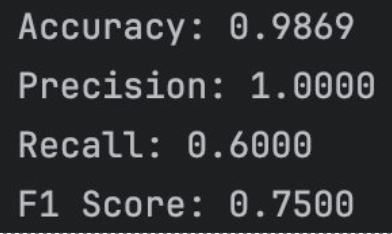 Accuracy: 0.9869
Precision: 1.0000
Recall: 0.6000
F1 Score: 0.7500